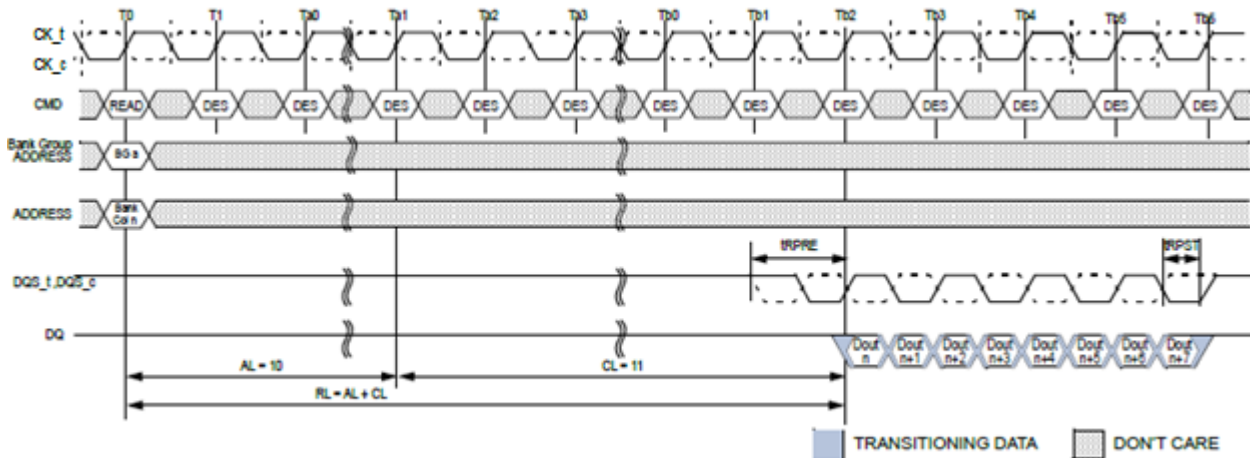 T0 T1 Ta0 Ta1 Ta2 Ta3 Tb0 Tb1 Tb2 Tb3 Tb4 Tb5 Tb6
CK_t
CK_c
CMD READ DES DES DES DES DES DES DES DES DES DES DES DES
Bank Group
ADDRESS BG a
ADDRESS Bank
Col n
tRPRE tRPST
DQS_t,DQS_c
DQ Dout n Dout n+1 Dout n+2 Dout n+3 Dout n+4 Dout n+5 Dout n+6 Dout n+7
AL = 10 CL = 11
RL = AL + CL
TRANSITIONING DATA DON'T CARE